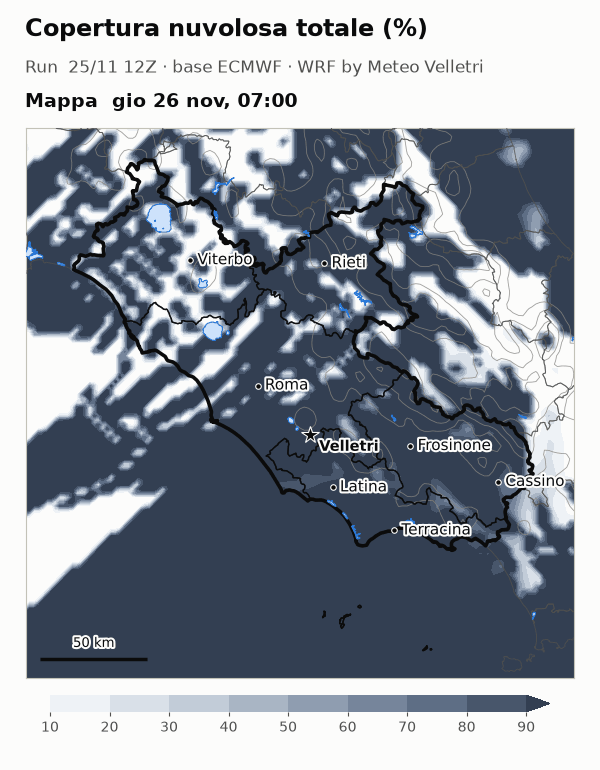 Copertura nuvolosa totale (%)
Run  25/11 12Z · base ECMWF · WRF by Meteo Velletri
Mappa  gio 26 nov, 07:00
Viterbo
Rieti
Roma
Velletri
Frosinone
Latina
Cassino
Terracina
50 km
10 20 30 40 50 60 70 80 90